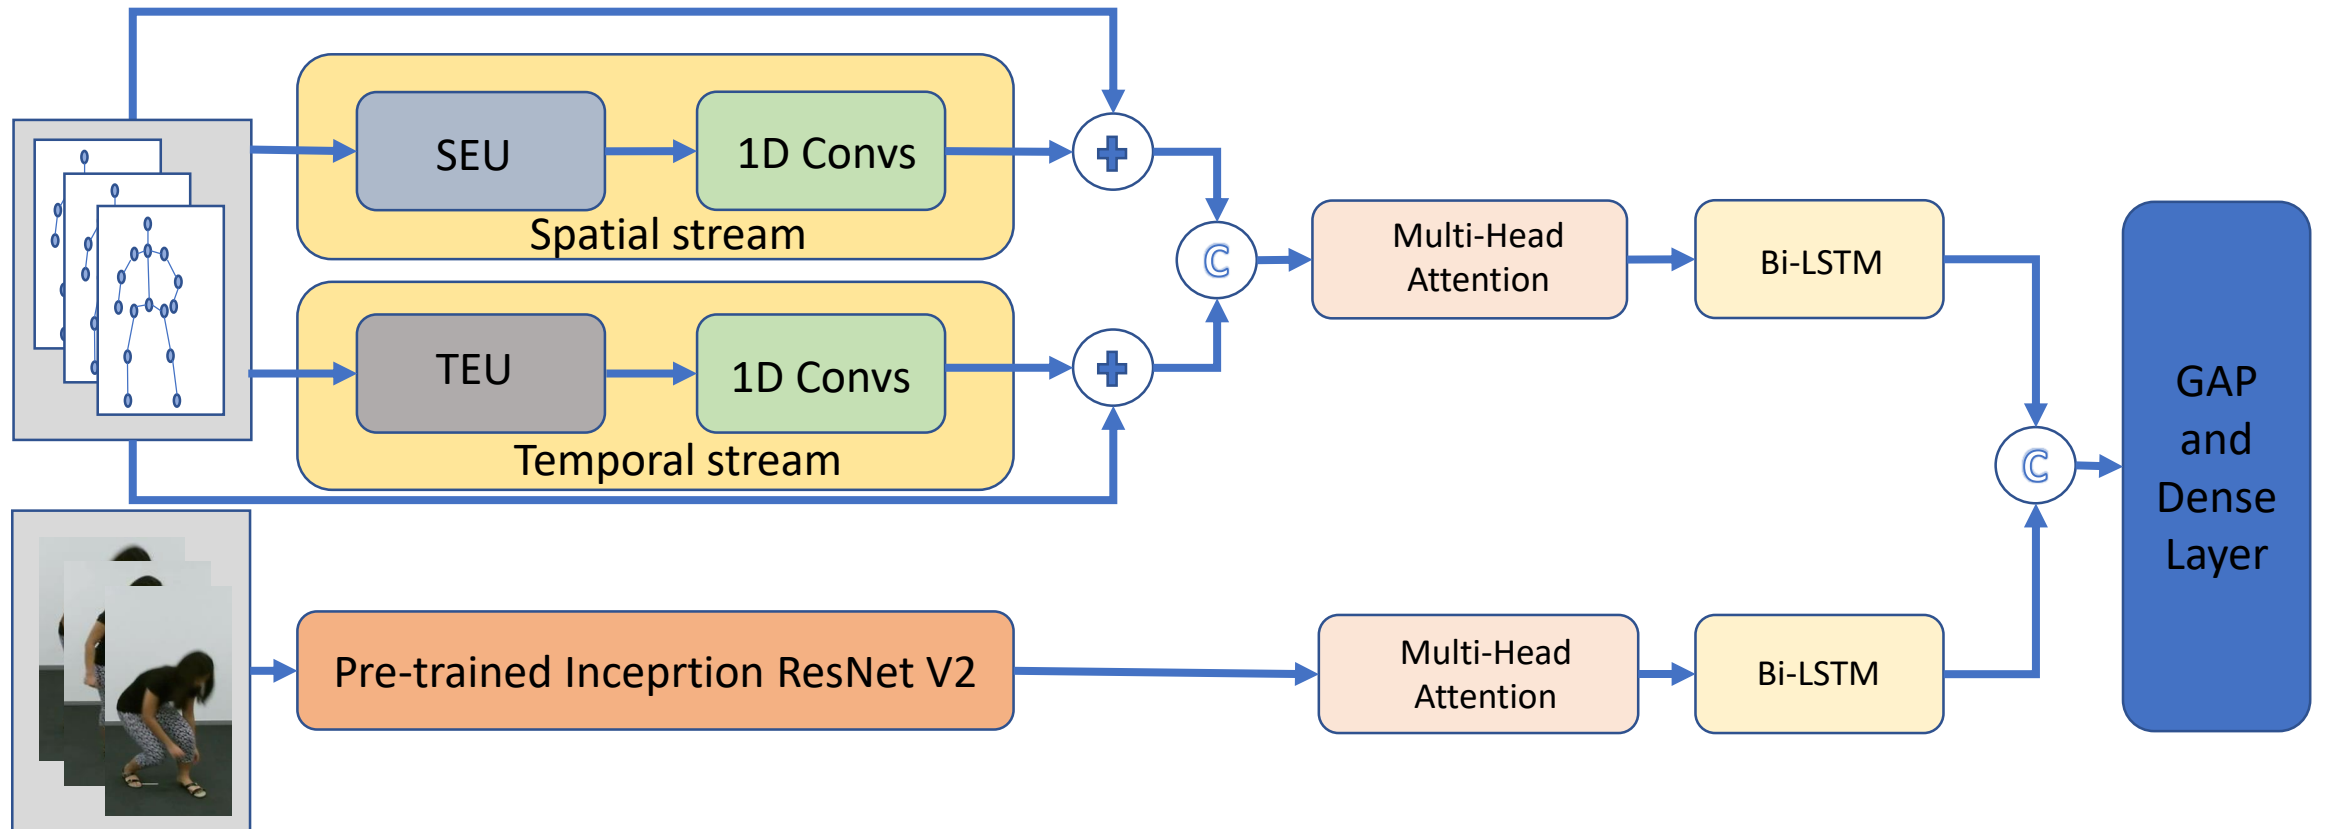 SEU
1D Convs
Spatial stream
TEU
1D Convs
Temporal stream
C
Multi-Head
Attention
Bi-LSTM
Pre-trained Inceprtion ResNet V2
Multi-Head
Attention
Bi-LSTM
C
GAP
and
Dense
Layer